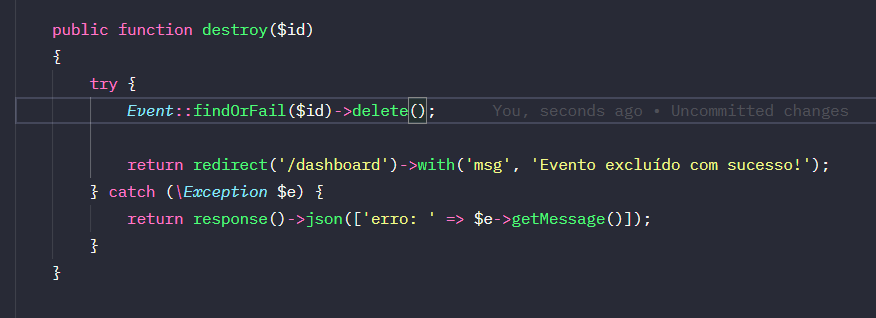 public function destroy($id)
{
try {
Event::findOrFail($id)->delete(); You, seconds ago • Uncommitted changes
return redirect('/dashboard')->with('msg', 'Evento excluído com sucesso!');
} catch (\Exception $e) {
return response()->json(['erro: ' => $e->getMessage()]);
}
}